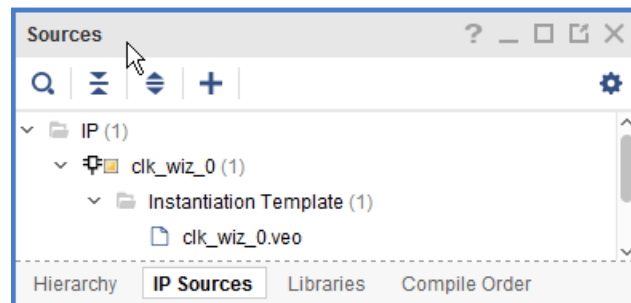 Sources
IP (1)
clk_wiz_0 (1)
Instantiation Template (1)
clk_wiz_0.veo
Hierarchy IP Sources Libraries Compile Order